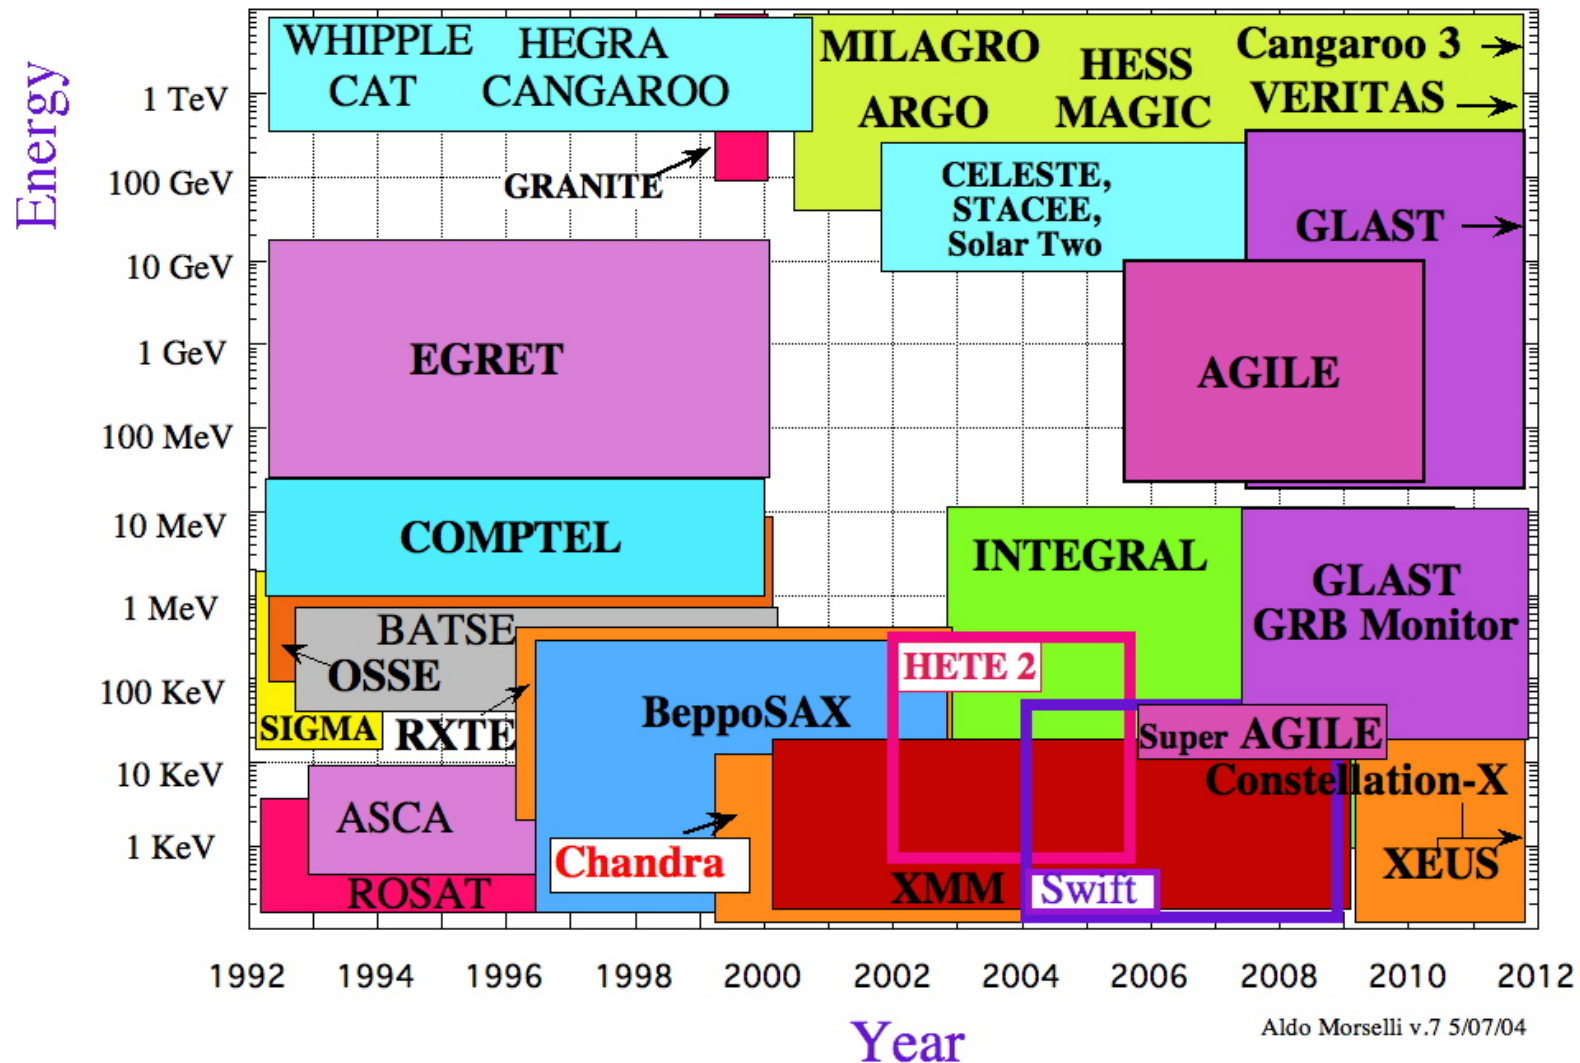 Energy
WHIPPLE HEGRA
CAT CANGAROO
MILAGRO
HESS
Cangaroo 3
1 TeV
ARGO
MAGIC
VERITAS
GRANITE
100 GeV
CELESTE,
STACEE,
Solar Two
GLAST
10 GeV
EGRET
1 GeV
AGILE
100 MeV
10 MeV
COMPTEL
INTEGRAL
GLAST
GRB Monitor
1 MeV
BATSE
OSSE
HETE 2
100 KeV
SIGMA
RXTE
BeppoSAX
Super AGILE
10 KeV
Constellation-X
ASCA
1 KeV
Chandra
XEUS
ROSAT
XMM
Swift
1992 1994 1996 1998 2000 2002 2004 2006 2008 2010 2012
Year
Aldo Morselli v.7 5/07/04